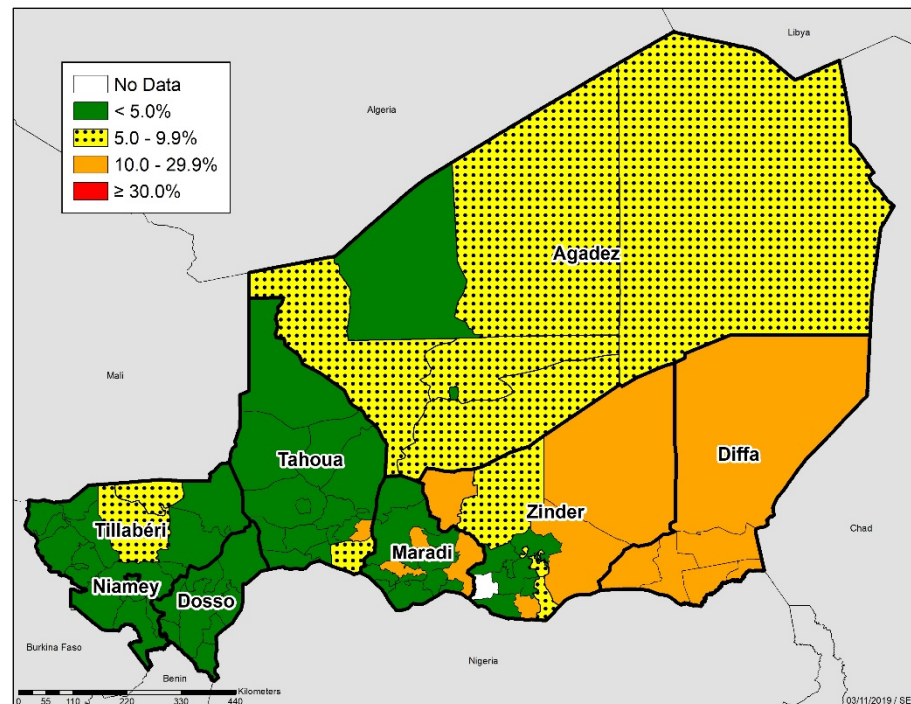 Libya
No Data
< 5.0%
5.0 - 9.9%
10.0 - 29.9%
≥ 30.0%
Algeria
Agadez
Mali
Tahoua
Diffa
Zinder
Tillabéri
Chad
Maradi
Niamey
Dosso
Burkina Faso
Nigeria
Benin
Kilometers
0 55 110 220 330 440
03/11/2019 / SE